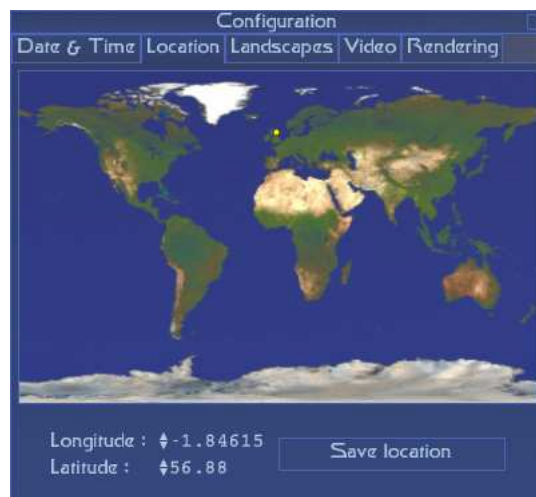 Configuration
Date & Time Location Landscapes Video Rendering
Longitude : -1.84615
Save location
Latitude : 56.88